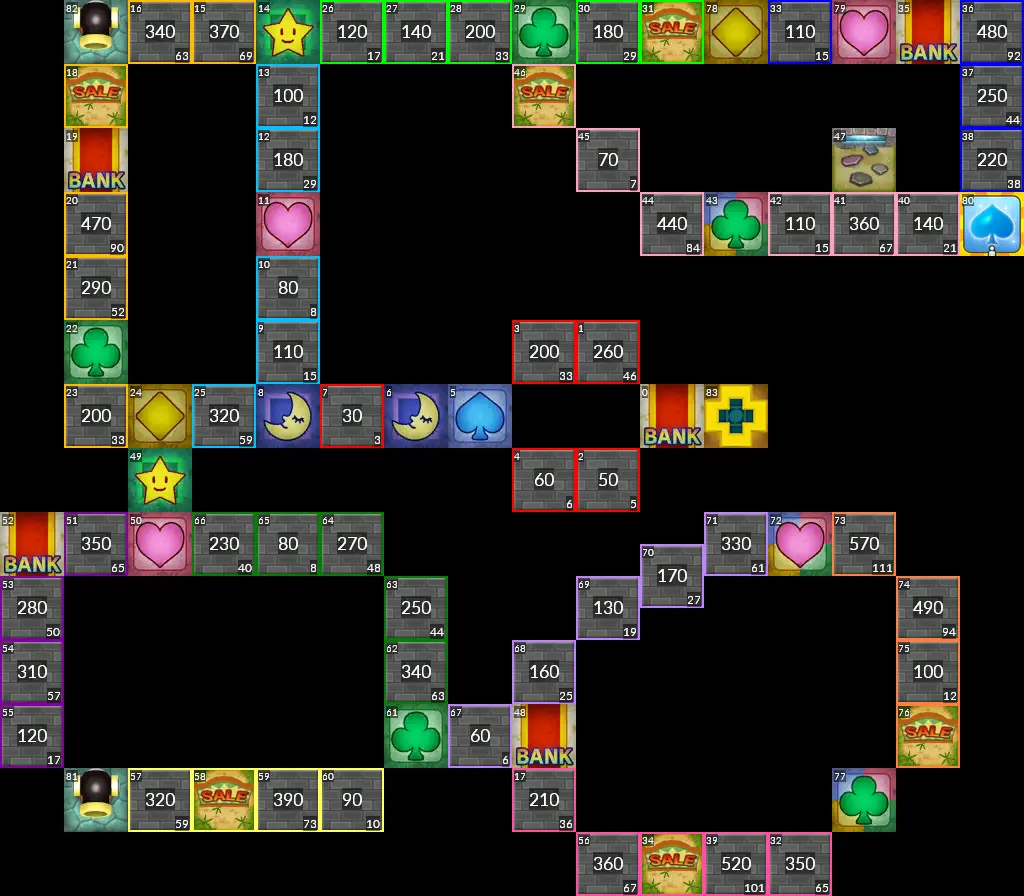 82 16 340 63 15 370 69 14 26 120 17 27 140 21 28 200 33 29 30 180 29 31 SALE 78 33 110 15 79 35 BANK 36 480 92
18 SALE 13 100 12 46 SALE 37 250 44
19 BANK 12 180 29 45 70 7 47 38 220 38
20 470 90 11 44 440 84 43 42 110 15 41 360 67 40 140 21 80
21 290 52 10 80 8
22 9 110 15 3 200 33 1 260 46
23 200 33 24 25 320 59 8 7 30 3 6 5 0 BANK 83
49 4 60 6 2 50 5
52 BANK 51 350 65 50 66 230 40 65 80 8 64 270 48 71 330 61 72 73 570 111
70 170 27
53 280 50 63 250 44 69 130 19 74 490 94
54 310 57 62 340 63 68 160 25 75 100 12
55 120 17 61 67 60 6 48 BANK 76 SALE
81 57 320 59 58 SALE 59 390 73 60 90 10 17 210 36 77
56 360 67 34 SALE 39 520 101 32 350 65